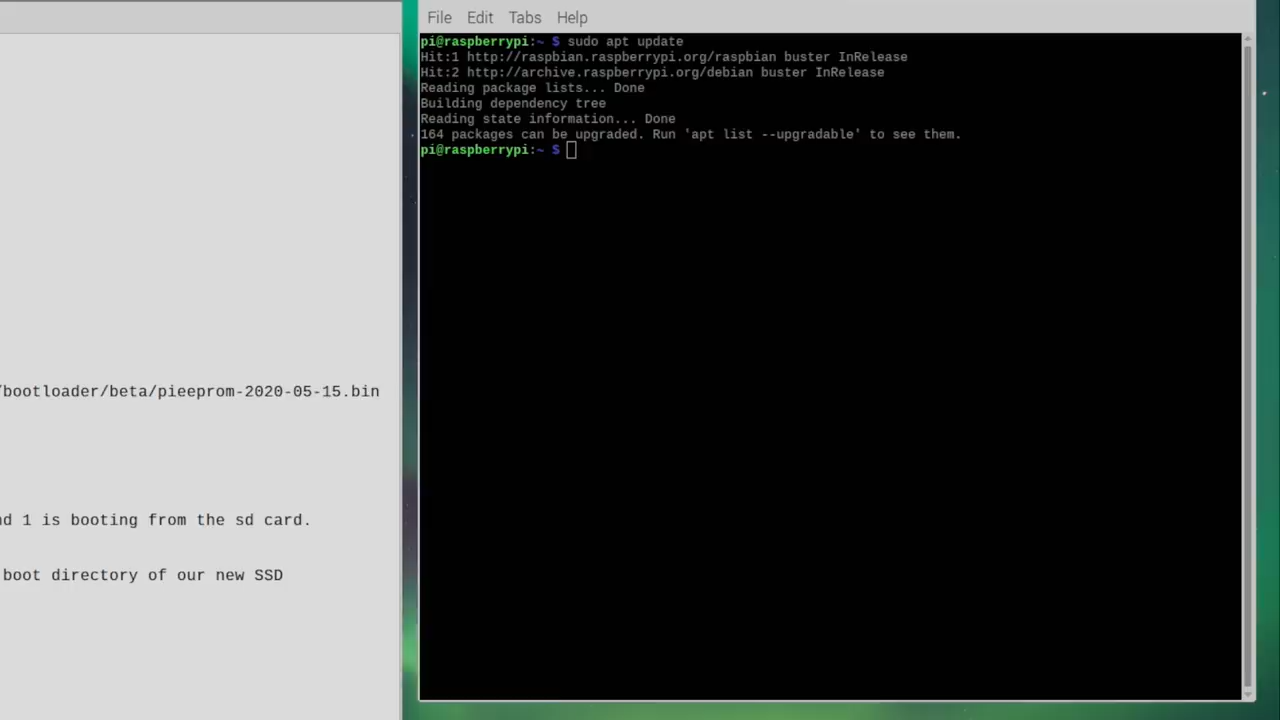 /bootloader/beta/pieeprom-2020-05-15.bin
nd 1 is booting from the sd card.
boot directory of our new SSD
File Edit Tabs Help
pi@raspberrypi:~ $ sudo apt update
Hit:1 http://raspbian.raspberrypi.org/raspbian buster InRelease
Hit:2 http://archive.raspberrypi.org/debian buster InRelease
Reading package lists... Done
Building dependency tree
Reading state information... Done
164 packages can be upgraded. Run 'apt list --upgradable' to see them.
pi@raspberrypi:~ $